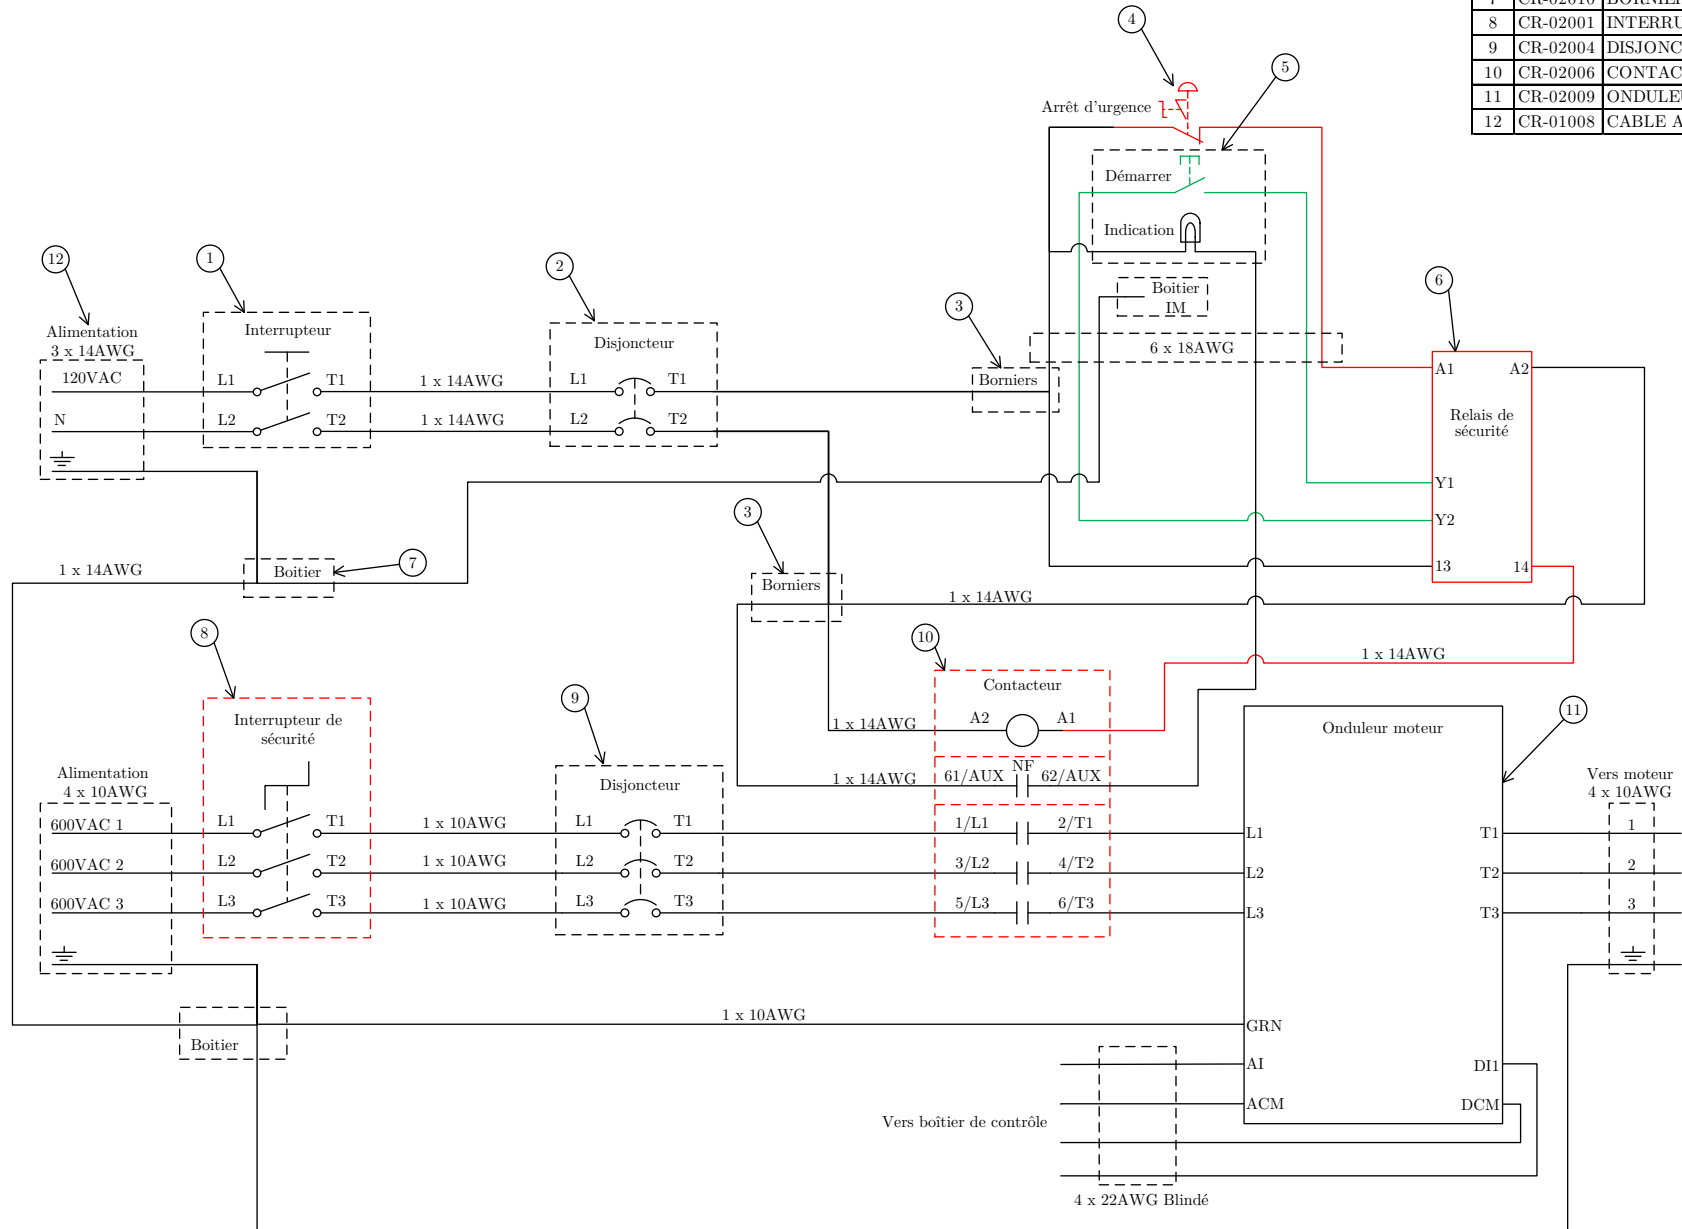 7 CR-02010
8 CR-02001 INTERRU
9 CR-02004 DISJONC
10 CR-02006 CONTAC
11 CR-02009 ONDULEU
12 CR-01008 CABLE A
4
5
Arrêt d'urgence
Démarrer
Indication
Boitier
IM
6 x 18AWG
12
1
2
3
6
Alimentation
3 x 14AWG
120VAC
N
Interrupteur
L1 T1
L2 T2
1 x 14AWG
1 x 14AWG
Disjoncteur
L1 T1
L2 T2
Borniers
A1 A2
Relais de
sécurité
Y1
Y2
13 14
3
Borniers
1 x 14AWG
1 x 14AWG
Boitier
7
1 x 14AWG
8
9
10
11
Interrupteur de
sécurité
L1 T1
L2 T2
L3 T3
Alimentation
4 x 10AWG
600VAC 1
600VAC 2
600VAC 3
1 x 10AWG
1 x 10AWG
1 x 10AWG
Disjoncteur
L1 T1
L2 T2
L3 T3
Contacteur
1 x 14AWG
A2 A1
NF
1 x 14AWG
61/AUX 62/AUX
1/L1 2/T1
3/L2 4/T2
5/L3 6/T3
Onduleur moteur
L1 T1
L2 T2
L3 T3
GRN
AI DI1
ACM DCM
Vers moteur
4 x 10AWG
1
2
3
Boitier
1 x 10AWG
Vers boîtier de contrôle
4 x 22AWG Blindé